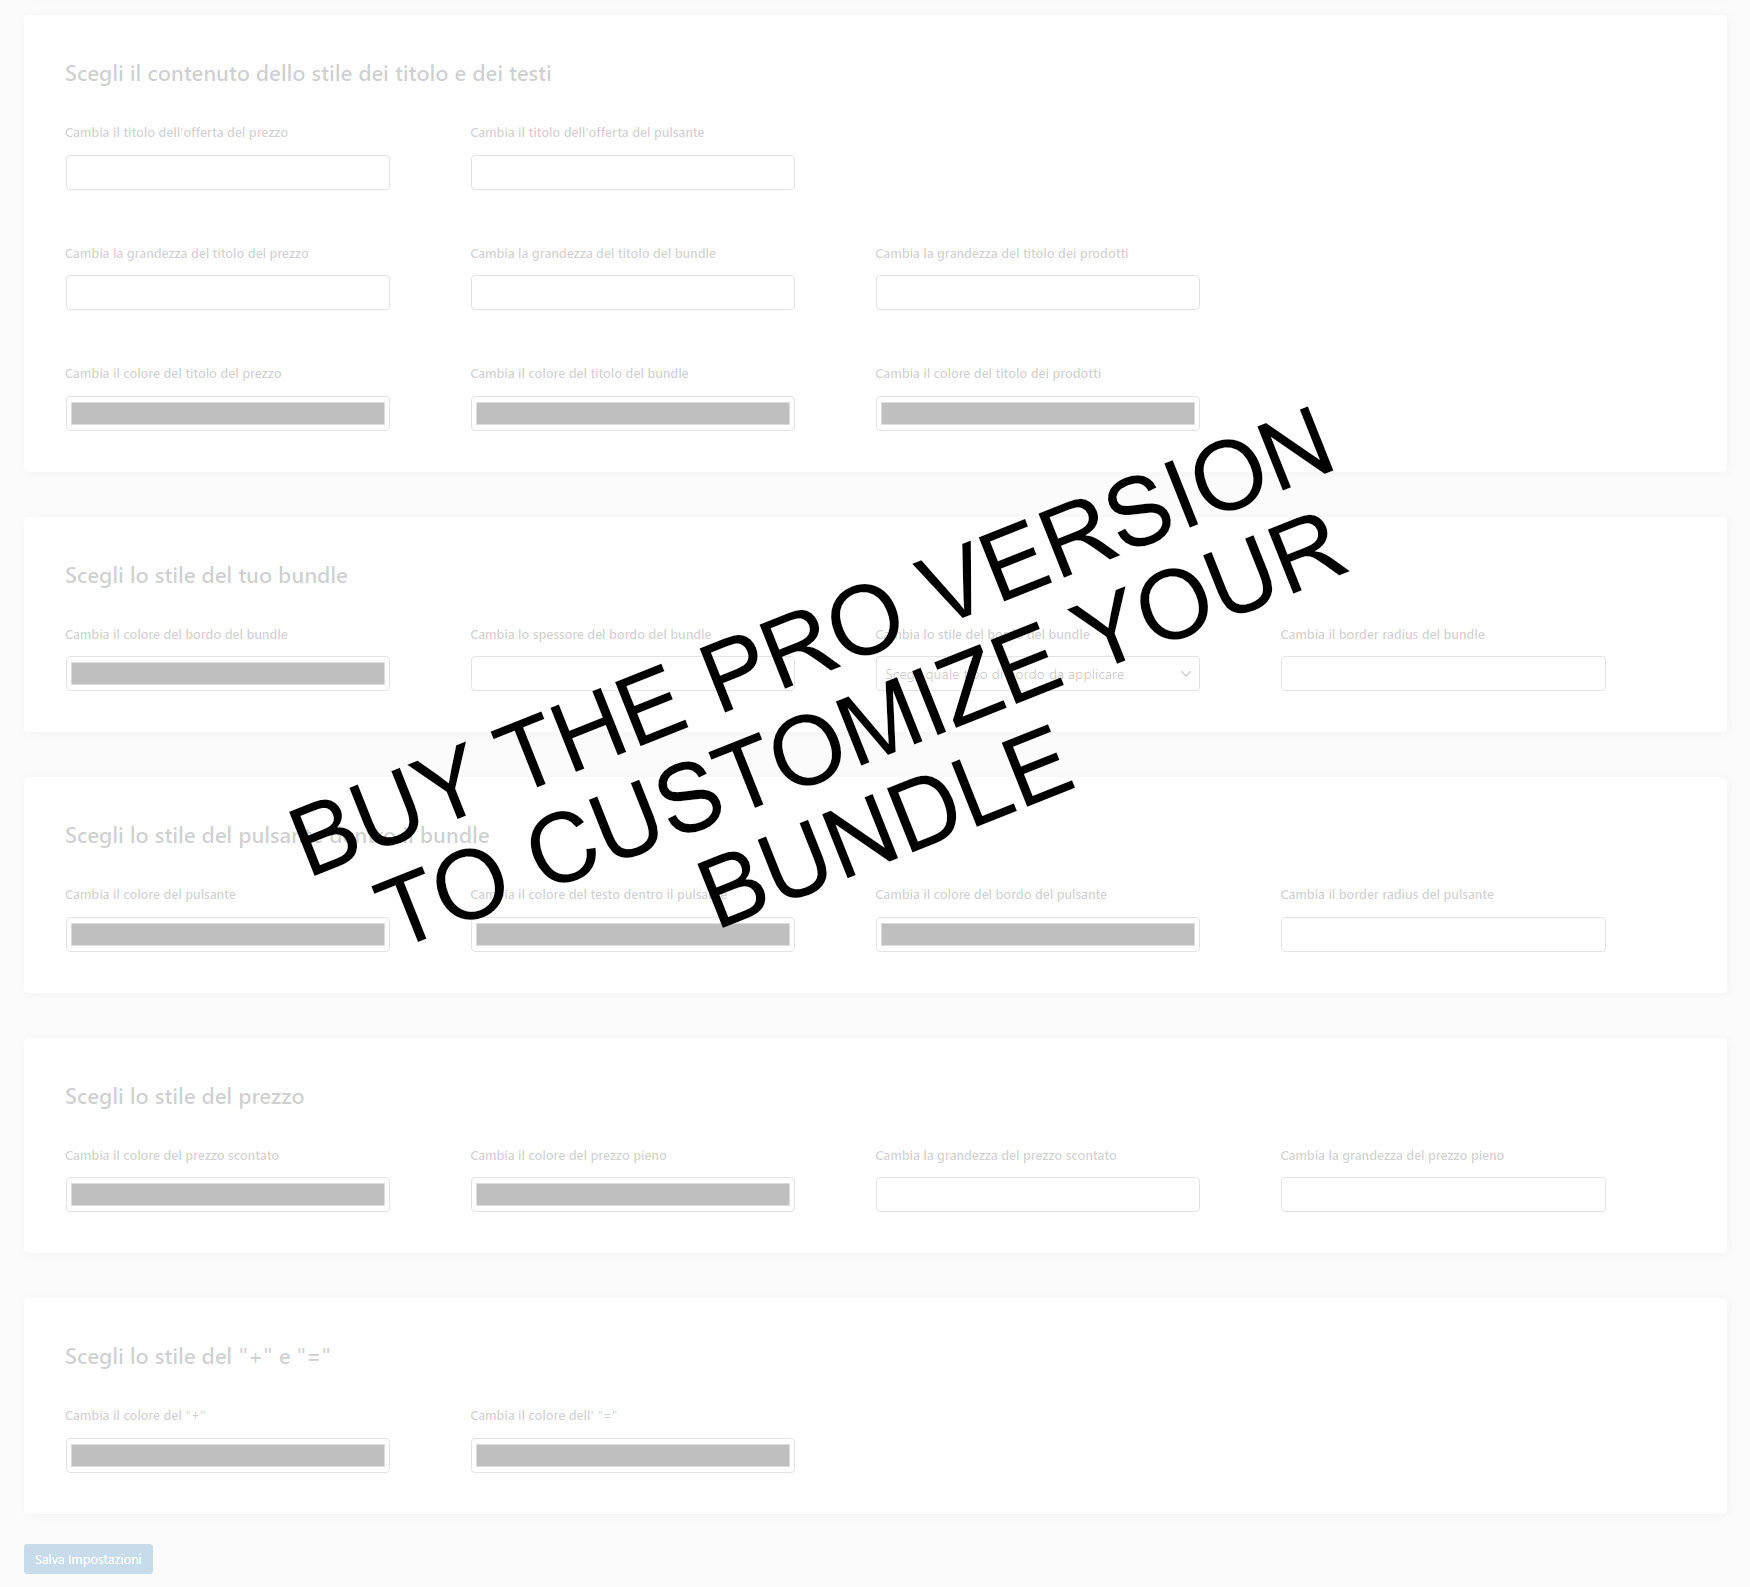 Scegli il contenuto dello stile dei titolo e dei testi
Cambia il titolo dell'offerta del prezzo
Cambia il titolo dell'offerta del pulsante
Cambia la grandezza del titolo del prezzo
Cambia la grandezza del titolo del bundle
Cambia la grandezza del titolo dei prodotti
Cambia il colore del titolo del prezzo
Cambia il colore del titolo del bundle
Cambia il colore del titolo dei prodotti
BUY THE PRO VERSION
TO CUSTOMIZE YOUR
BUNDLE
Scegli lo stile del tuo bundle
Cambia il colore del bordo del bundle
Cambia lo spessore del bordo del bundle
Cambia lo stile del bordo del bundle
Cambia il border radius del bundle
Scegli quale tipo di bordo da applicare
Scegli lo stile del pulsante dentro il bundle
Cambia il colore del pulsante
Cambia il colore del testo dentro il pulsante
Cambia il colore del bordo del pulsante
Cambia il border radius del pulsante
Scegli lo stile del prezzo
Cambia il colore del prezzo scontato
Cambia il colore del prezzo pieno
Cambia la grandezza del prezzo scontato
Cambia la grandezza del prezzo pieno
Scegli lo stile del "+" e "="
Cambia il colore del "+"
Cambia il colore dell' "="
Salva Impostazioni